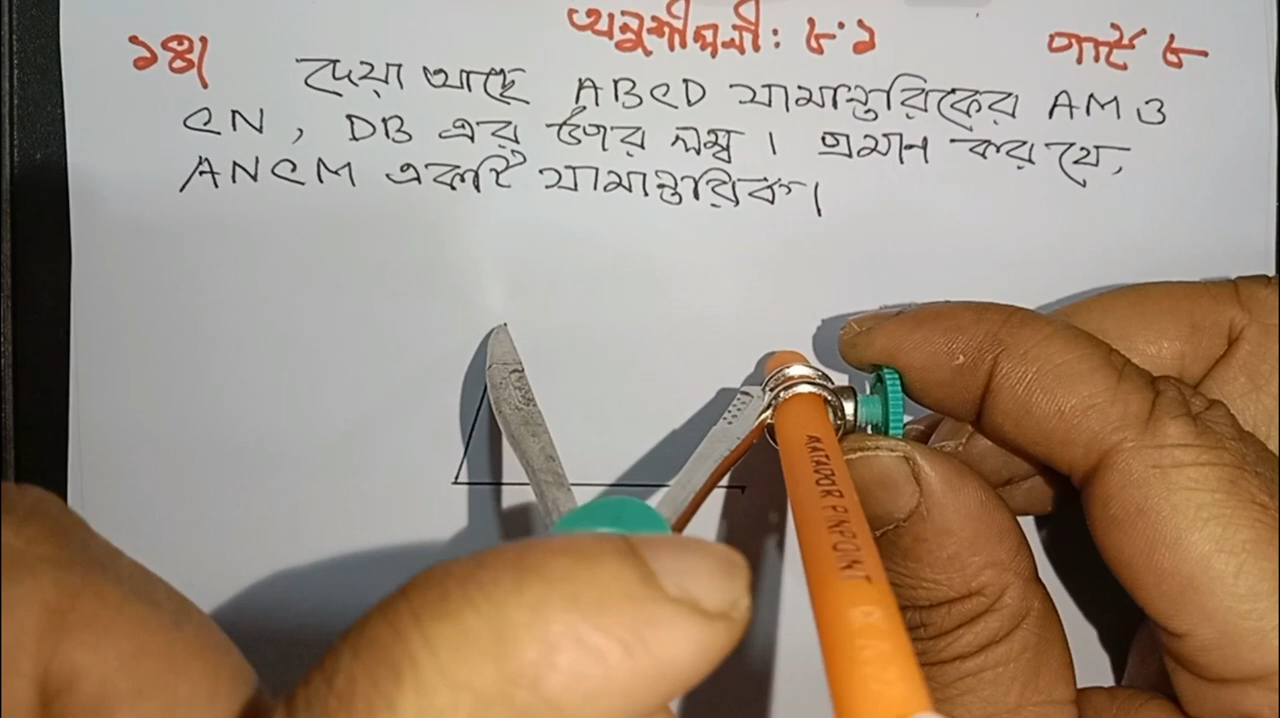 অনুশীলনী: ৮.১
পার্ট ৮
১৪। দেয়া আছে ABCD সামান্তরিকের AM ও
CN, DB এর উপর লম্ব । প্রমাণ কর যে,
ANCM একটি সামান্তরিক।
MATADOR PINPOINT